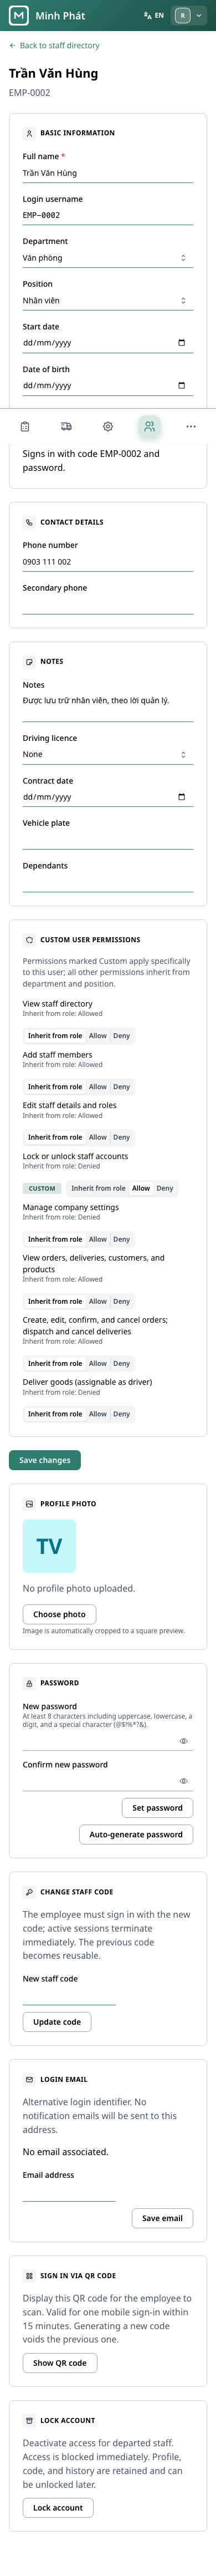 Minh Phát
EN
R
Back to staff directory
Trần Văn Hùng
EMP-0002
BASIC INFORMATION
Full name *
Trần Văn Hùng
Login username
EMP-0002
Department
Văn phòng
Position
Nhân viên
Start date
dd/mm/yyyy
Date of birth
dd/mm/yyyy
Signs in with code EMP-0002 and
password.
CONTACT DETAILS
Phone number
0903 111 002
Secondary phone
NOTES
Notes
Được lưu trữ nhân viên, theo lời quản lý.
Driving licence
None
Contract date
dd/mm/yyyy
Vehicle plate
Dependants
CUSTOM USER PERMISSIONS
Permissions marked Custom apply specifically
to this user; all other permissions inherit from
department and position.
View staff directory
Inherit from role: Allowed
Inherit from role Allow Deny
Add staff members
Inherit from role: Allowed
Inherit from role Allow Deny
Edit staff details and roles
Inherit from role: Allowed
Inherit from role Allow Deny
Lock or unlock staff accounts
Inherit from role: Denied
CUSTOM Inherit from role Allow Deny
Manage company settings
Inherit from role: Denied
Inherit from role Allow Deny
View orders, deliveries, customers, and
products
Inherit from role: Allowed
Inherit from role Allow Deny
Create, edit, confirm, and cancel orders;
dispatch and cancel deliveries
Inherit from role: Allowed
Inherit from role Allow Deny
Deliver goods (assignable as driver)
Inherit from role: Denied
Inherit from role Allow Deny
Save changes
PROFILE PHOTO
TV
No profile photo uploaded.
Choose photo
Image is automatically cropped to a square preview.
PASSWORD
New password
At least 8 characters including uppercase, lowercase, a
digit, and a special character (@$!%*?&).
Confirm new password
Set password
Auto-generate password
CHANGE STAFF CODE
The employee must sign in with the new
code; active sessions terminate
immediately. The previous code
becomes reusable.
New staff code
Update code
LOGIN EMAIL
Alternative login identifier. No
notification emails will be sent to this
address.
No email associated.
Email address
Save email
SIGN IN VIA QR CODE
Display this QR code for the employee to
scan. Valid for one mobile sign-in within
15 minutes. Generating a new code
voids the previous one.
Show QR code
LOCK ACCOUNT
Deactivate access for departed staff.
Access is blocked immediately. Profile,
code, and history are retained and can
be unlocked later.
Lock account